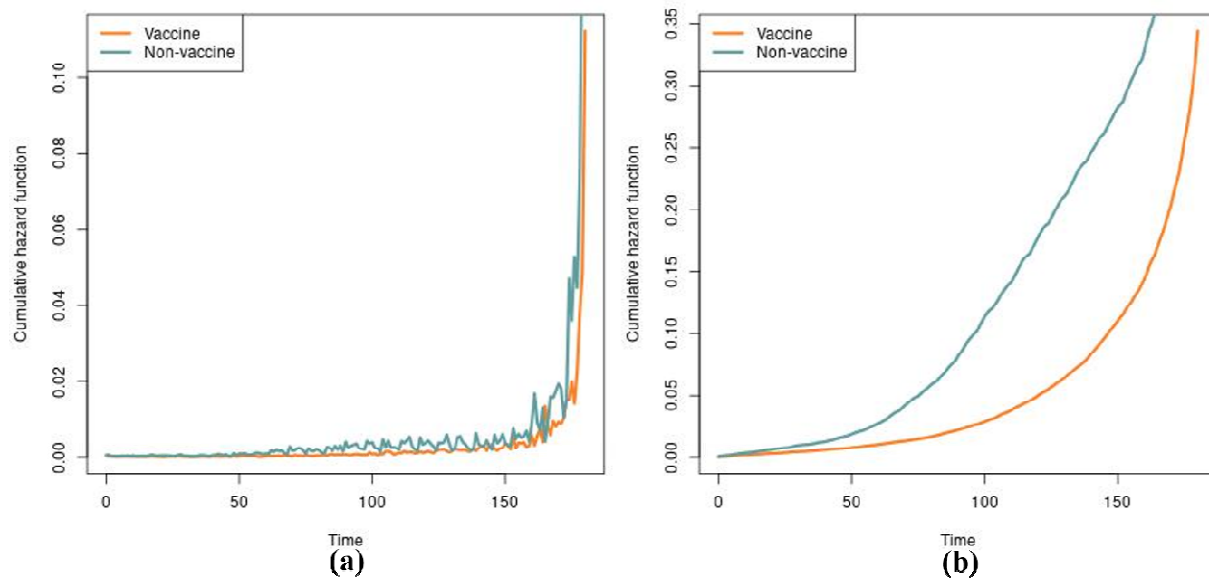 Vaccine
Non-vaccine
Cumulative hazard function
0.10
0.08
0.06
0.04
0.02
0.00
0 50 100 150
Time
(a)
Vaccine
Non-vaccine
Cumulative hazard function
0.35
0.30
0.25
0.20
0.15
0.10
0.05
0.00
0 50 100 150
Time
(b)